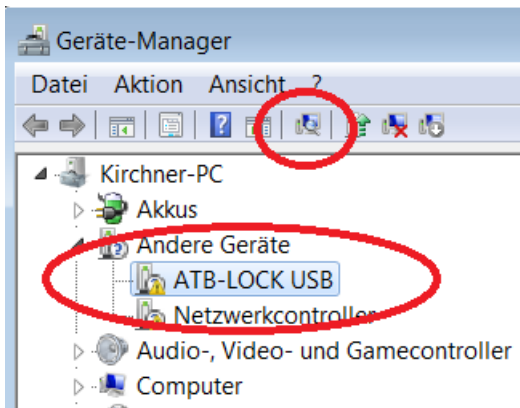 Geräte-Manager
Datei Aktion Ansicht ?
Kirchner-PC
Akkus
Andere Geräte
ATB-LOCK USB
Netzwerkcontroller
Audio-, Video- und Gamecontroller
Computer